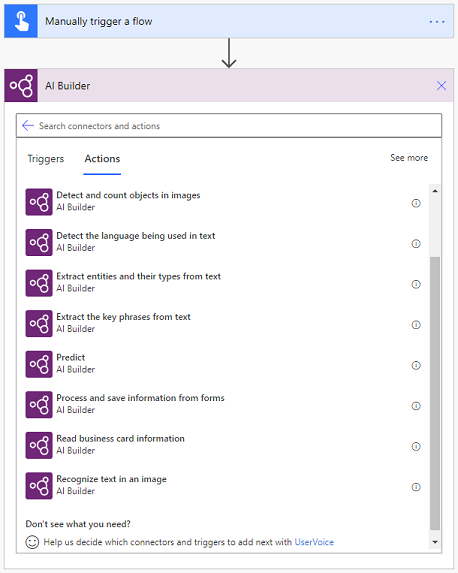 Manually trigger a flow
AI Builder
Search connectors and actions
Triggers
Actions
See more
Detect and count objects in images
AI Builder
Detect the language being used in text
AI Builder
Extract entities and their types from text
AI Builder
Extract the key phrases from text
AI Builder
Predict
AI Builder
Process and save information from forms
AI Builder
Read business card information
AI Builder
Recognize text in an image
AI Builder
Don't see what you need?
Help us decide which connectors and triggers to add next with UserVoice